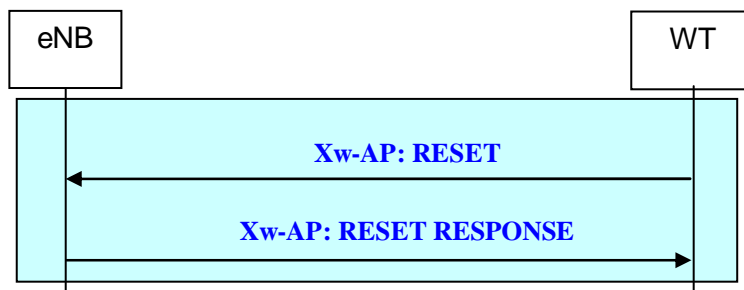 eNB
WT
Xw-AP: RESET
Xw-AP: RESET RESPONSE